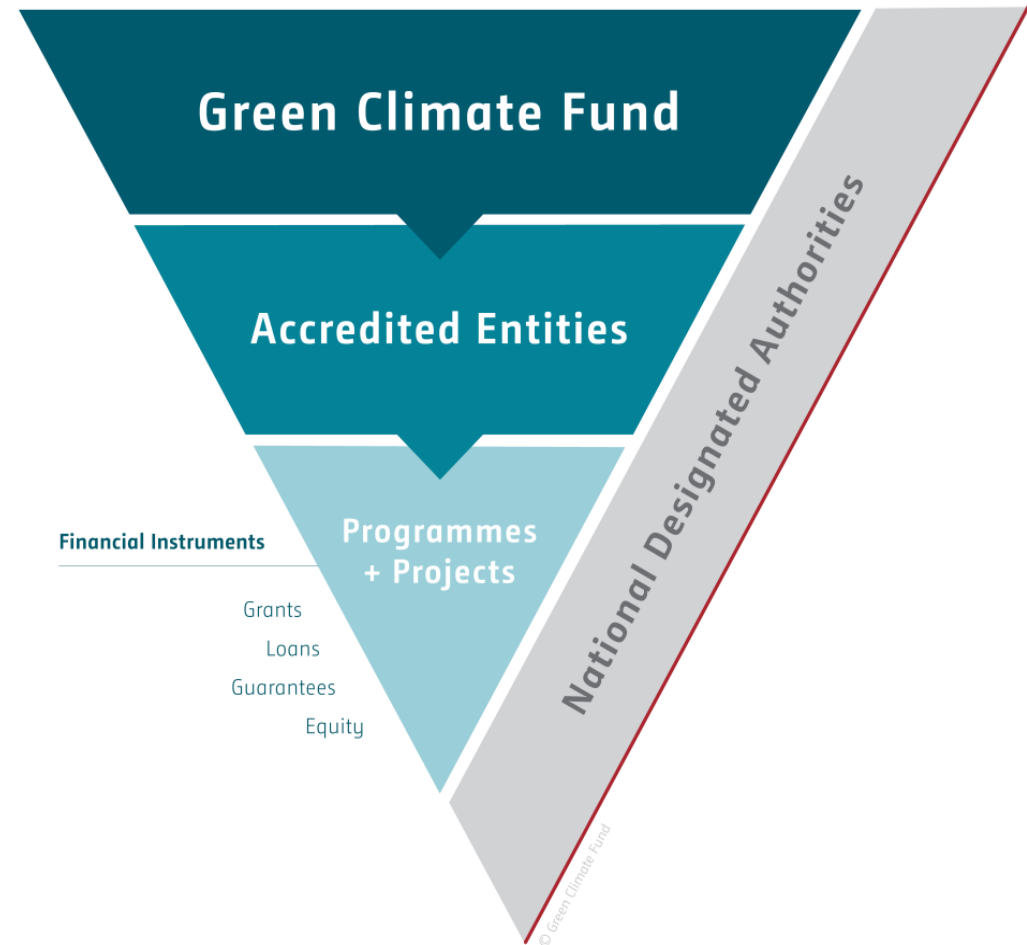 Green Climate Fund
Accredited Entities
Programmes
+ Projects
Financial Instruments
Grants
Loans
Guarantees
Equity
National Designated Authorities
© Green Climate Fund